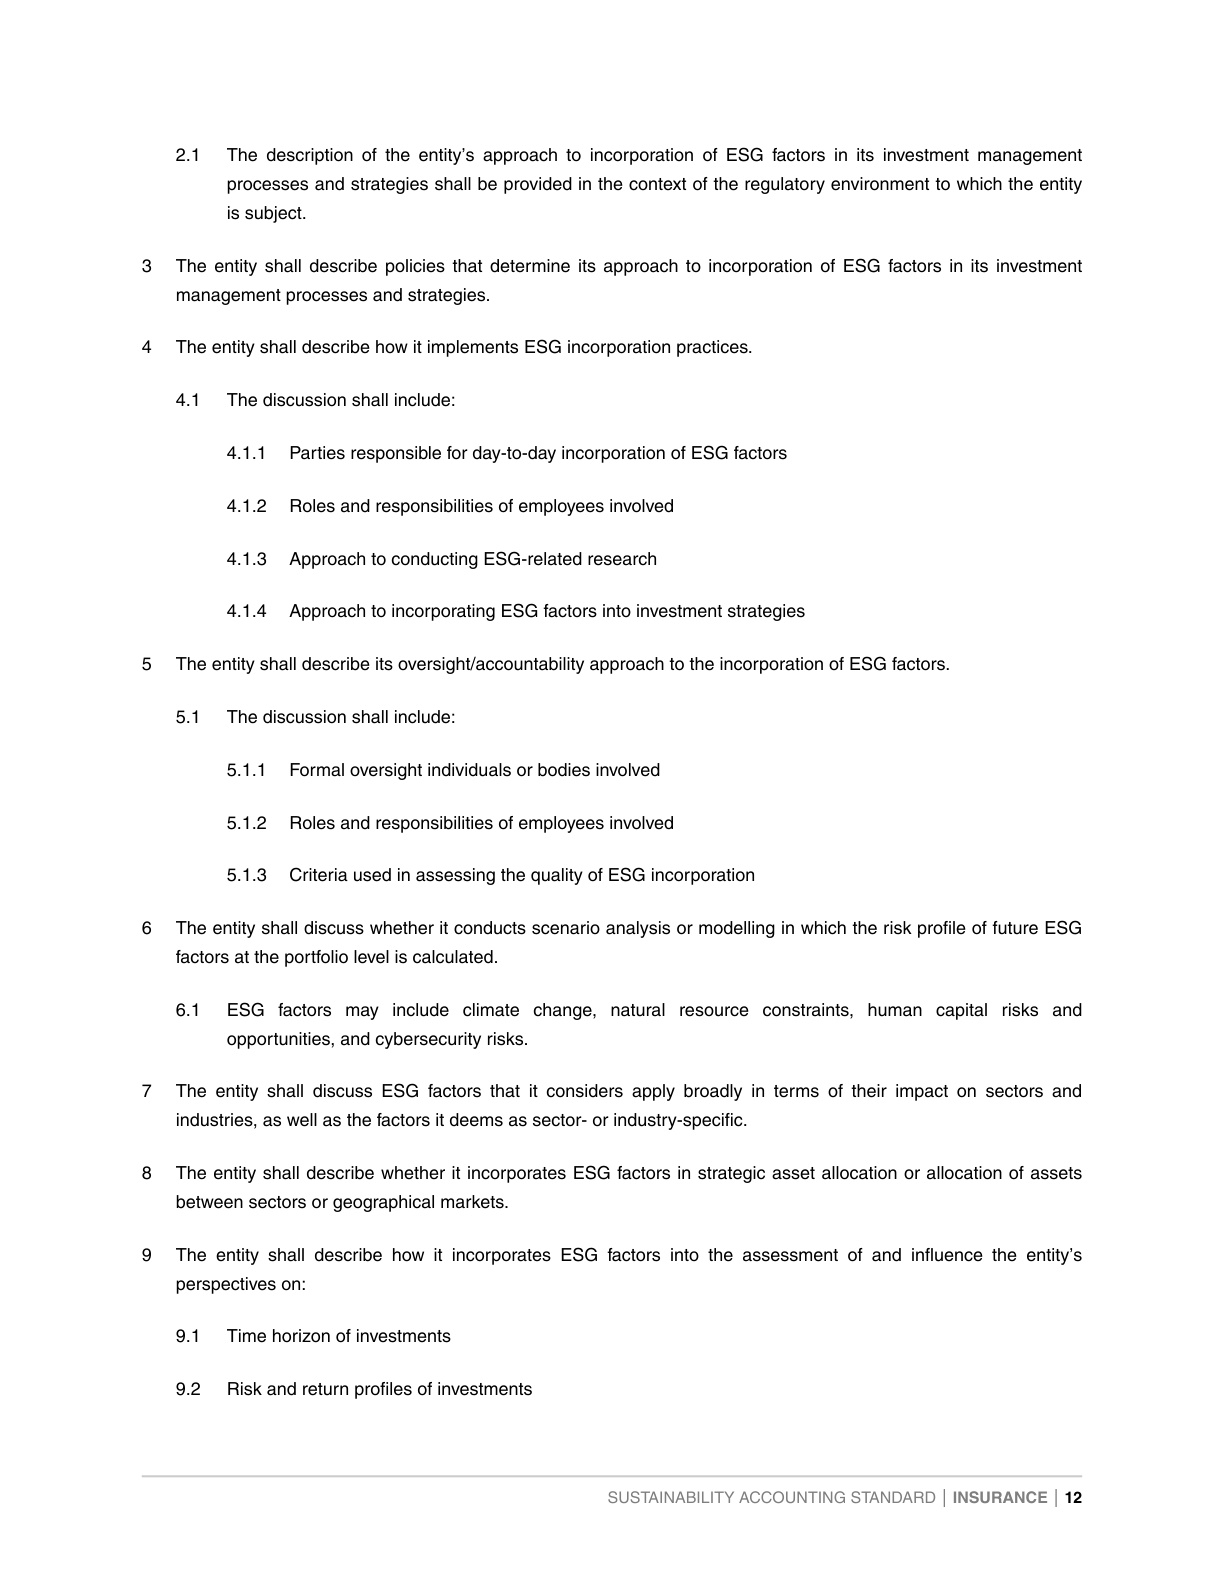 2.1 The description of the entity’s approach to incorporation of ESG factors in its investment management
processes and strategies shall be provided in the context of the regulatory environment to which the entity
is subject.
3 The entity shall describe policies that determine its approach to incorporation of ESG factors in its investment
management processes and strategies.
4 The entity shall describe how it implements ESG incorporation practices.
4.1 The discussion shall include:
4.1.1 Parties responsible for day-to-day incorporation of ESG factors
4.1.2 Roles and responsibilities of employees involved
4.1.3 Approach to conducting ESG-related research
4.1.4 Approach to incorporating ESG factors into investment strategies
5 The entity shall describe its oversight/accountability approach to the incorporation of ESG factors.
5.1 The discussion shall include:
5.1.1 Formal oversight individuals or bodies involved
5.1.2 Roles and responsibilities of employees involved
5.1.3 Criteria used in assessing the quality of ESG incorporation
6 The entity shall discuss whether it conducts scenario analysis or modelling in which the risk profile of future ESG
factors at the portfolio level is calculated.
6.1 ESG factors may include climate change, natural resource constraints, human capital risks and
opportunities, and cybersecurity risks.
7 The entity shall discuss ESG factors that it considers apply broadly in terms of their impact on sectors and
industries, as well as the factors it deems as sector- or industry-specific.
8 The entity shall describe whether it incorporates ESG factors in strategic asset allocation or allocation of assets
between sectors or geographical markets.
9 The entity shall describe how it incorporates ESG factors into the assessment of and influence the entity’s
perspectives on:
9.1 Time horizon of investments
9.2 Risk and return profiles of investments
SUSTAINABILITY ACCOUNTING STANDARD | INSURANCE | 12